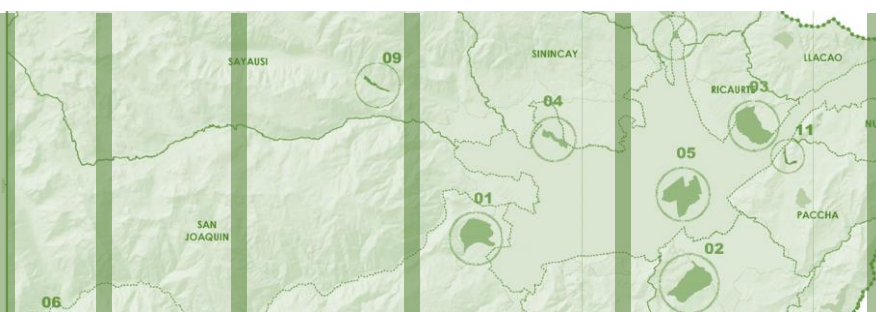 09
SAYAUSI
SININCAY
LLACAO
RICAURTE
03
04
11
05
01
SAN
JOAQUIN
PACCHA
02
06